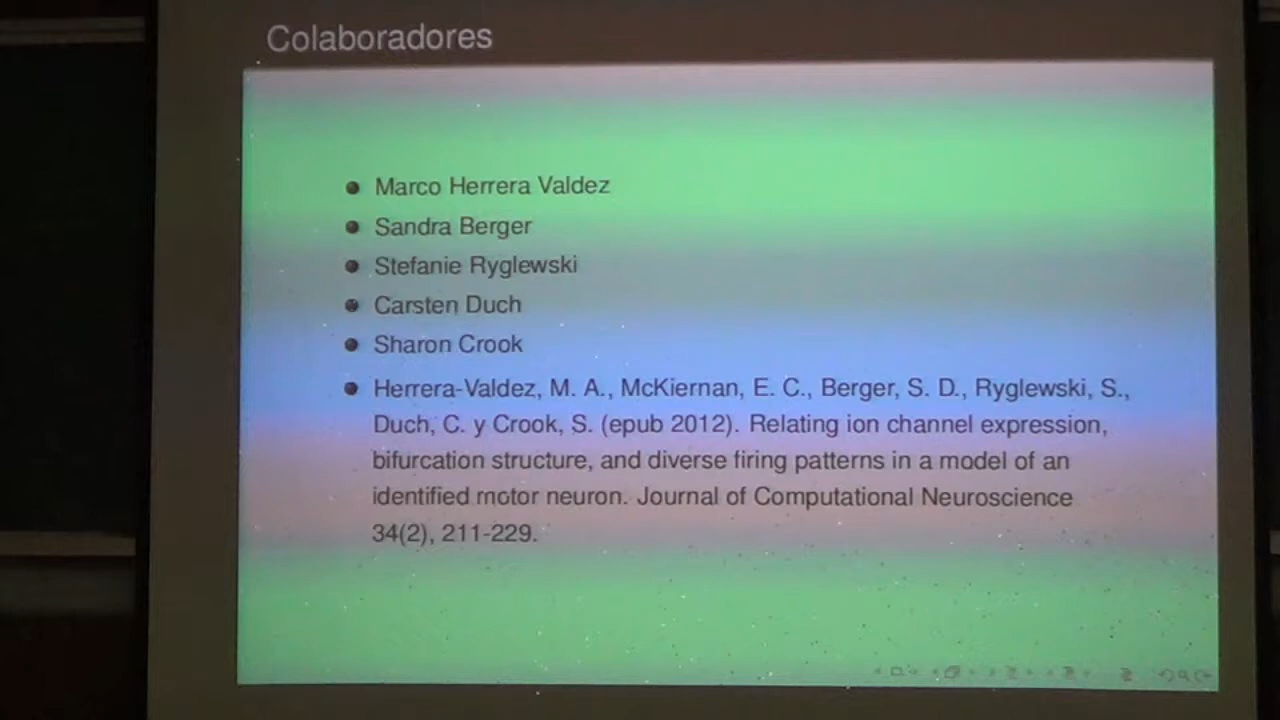 Colaboradores
Marco Herrera Valdez
Sandra Berger
Stefanie Ryglewski
Carsten Duch
Sharon Crook
Herrera-Valdez, M. A., McKiernan, E. C., Berger, S. D., Ryglewski, S.,
Duch, C. y Crook, S. (epub 2012). Relating ion channel expression,
bifurcation structure, and diverse firing patterns in a model of an
identified motor neuron. Journal of Computational Neuroscience
34(2), 211-229.